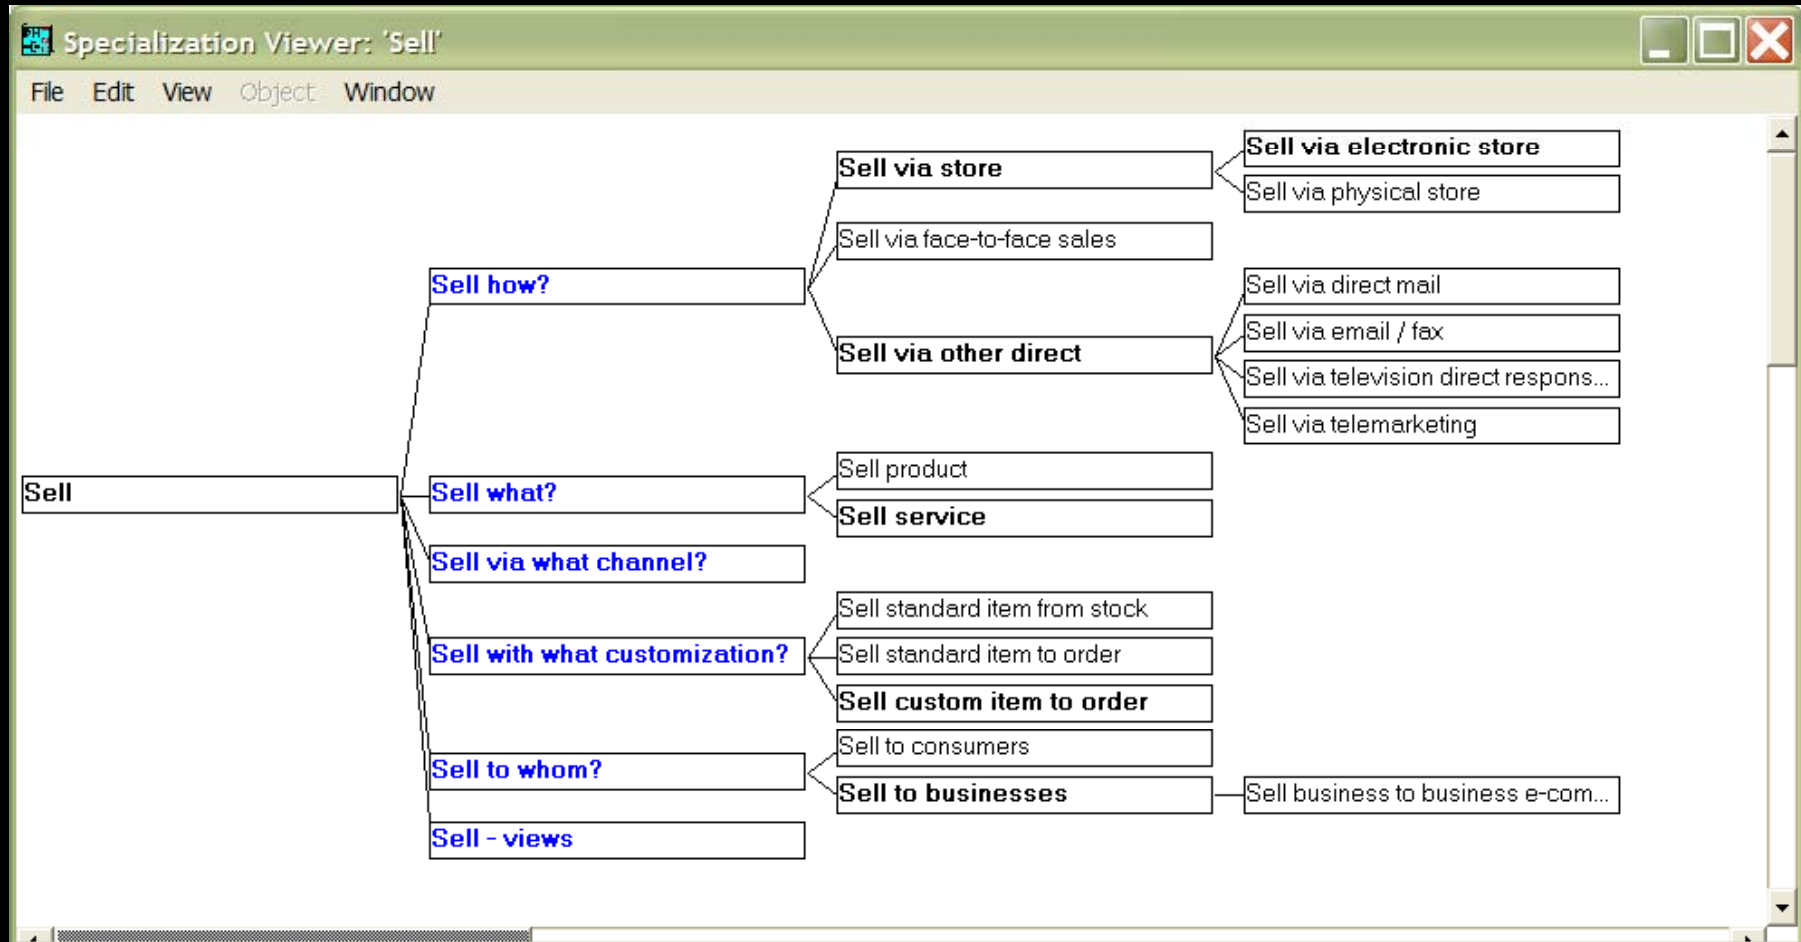 Specialization Viewer: 'Sell'
File Edit View Object Window
Sell
Sell how?
Sell via store
Sell via electronic store
Sell via physical store
Sell via face-to-face sales
Sell via other direct
Sell via direct mail
Sell via email / fax
Sell via television direct respons...
Sell via telemarketing
Sell what?
Sell product
Sell service
Sell via what channel?
Sell with what customization?
Sell standard item from stock
Sell standard item to order
Sell custom item to order
Sell to whom?
Sell to consumers
Sell to businesses
Sell business to business e-com...
Sell - views